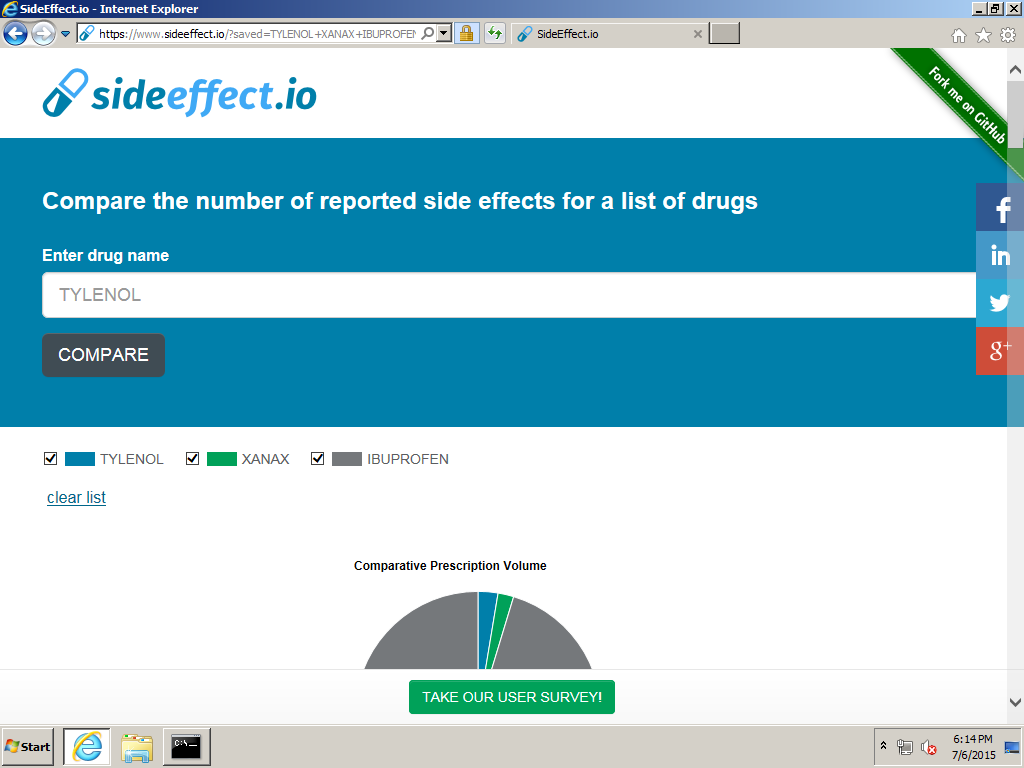 SideEffect.io - Internet Explorer
https://www.sideeffect.io/?saved=TYLENOL+XANAX+IBUPROFEN
SideEffect.io
sideeffect.io
Fork me on GitHub
Compare the number of reported side effects for a list of drugs
Enter drug name
TYLENOL
COMPARE
f
in
g+
TYLENOL XANAX IBUPROFEN
clear list
Comparative Prescription Volume
TAKE OUR USER SURVEY!
Start
C:\
6:14 PM
7/6/2015